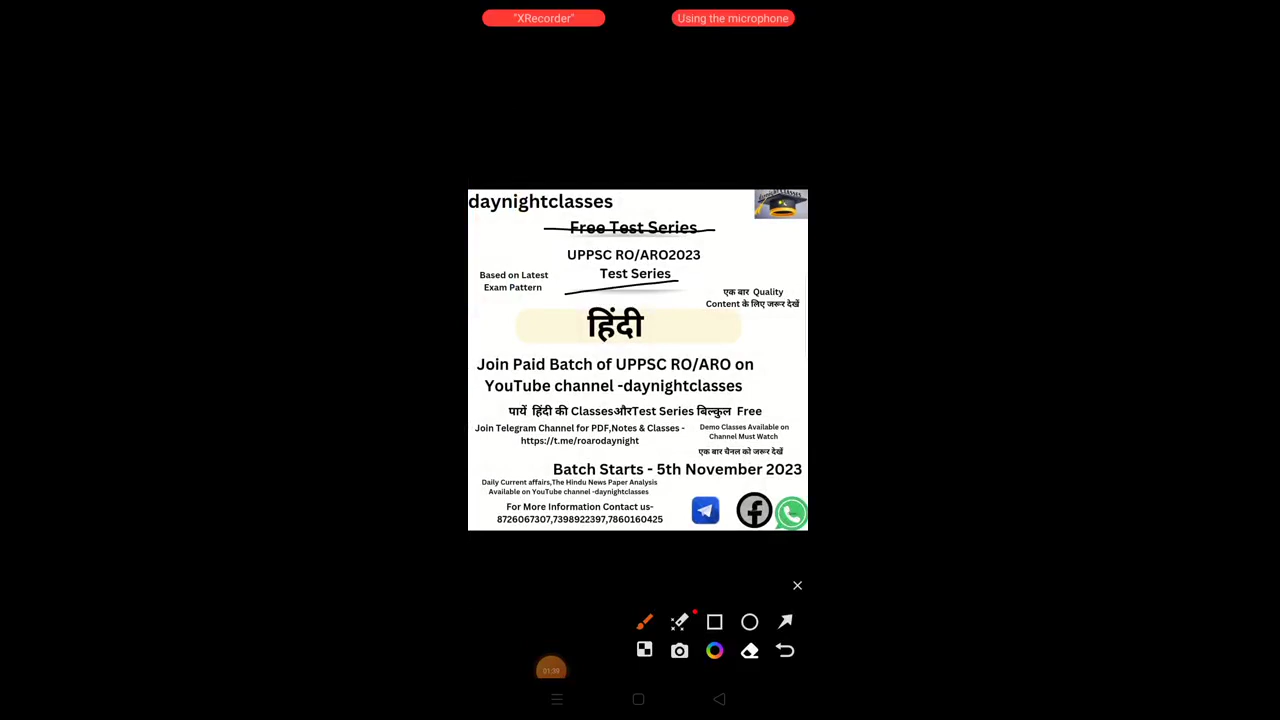 "XRecorder"
Using the microphone
daynightclasses
Free Test Series
UPPSC RO/ARO2023
Test Series
Based on Latest
Exam Pattern
एक बार Quality
Content के लिए जरूर देखें
हिंदी
Join Paid Batch of UPPSC RO/ARO on
YouTube channel -daynightclasses
पायें हिंदी की ClassesऔरTest Series बिल्कुल Free
Join Telegram Channel for PDF,Notes & Classes -
https://t.me/roarodaynight
Demo Classes Available on
Channel Must Watch
एक बार चैनल को जरूर देखें
Batch Starts - 5th November 2023
Daily Current affairs,The Hindu News Paper Analysis
Available on YouTube channel -daynightclasses
For More Information Contact us-
8726067307,7398922397,7860160425
01:39